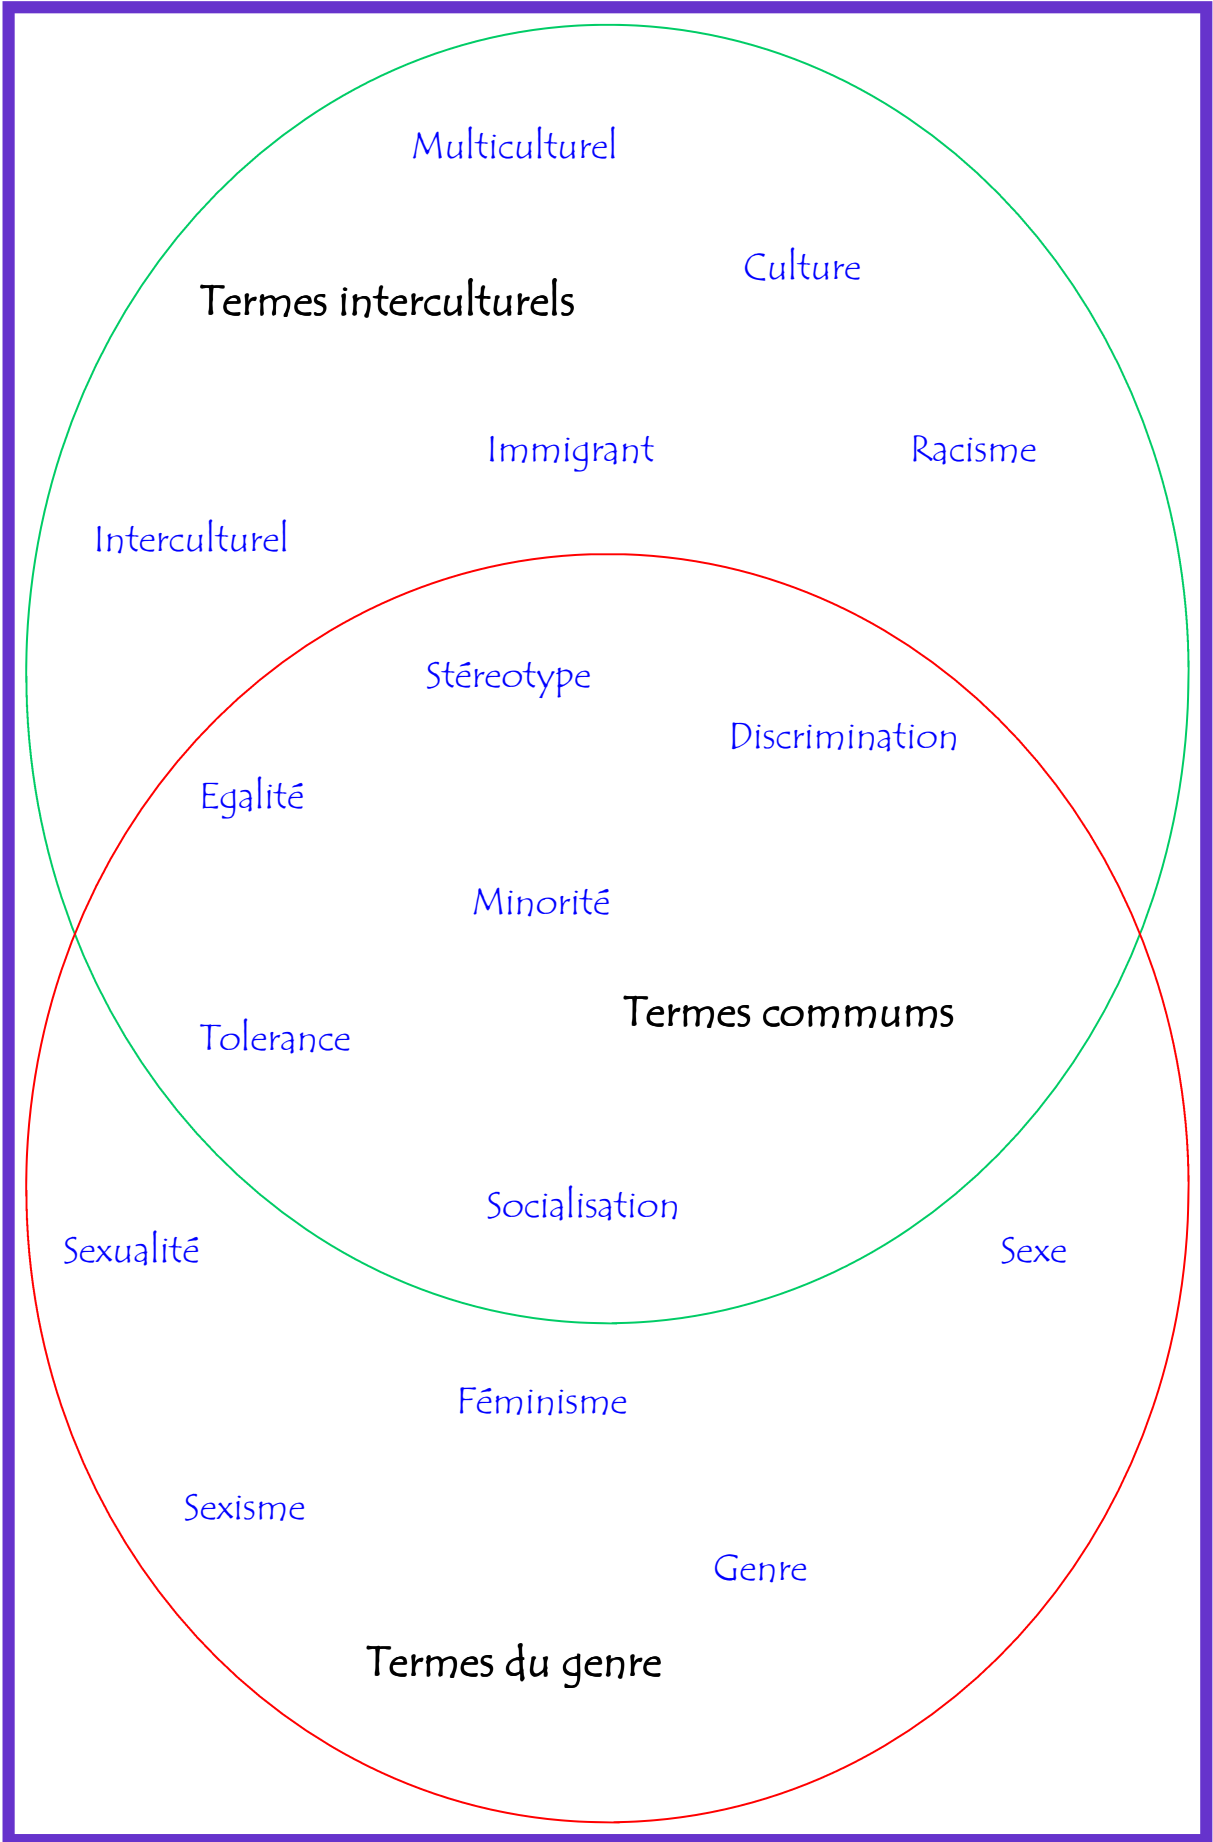 Multiculturel
Culture
Termes interculturels
Immigrant
Racisme
Interculturel
Stéreotype
Discrimination
Egalité
Minorité
Termes commums
Tolerance
Socialisation
Sexualité
Sexe
Féminisme
Sexisme
Genre
Termes du genre